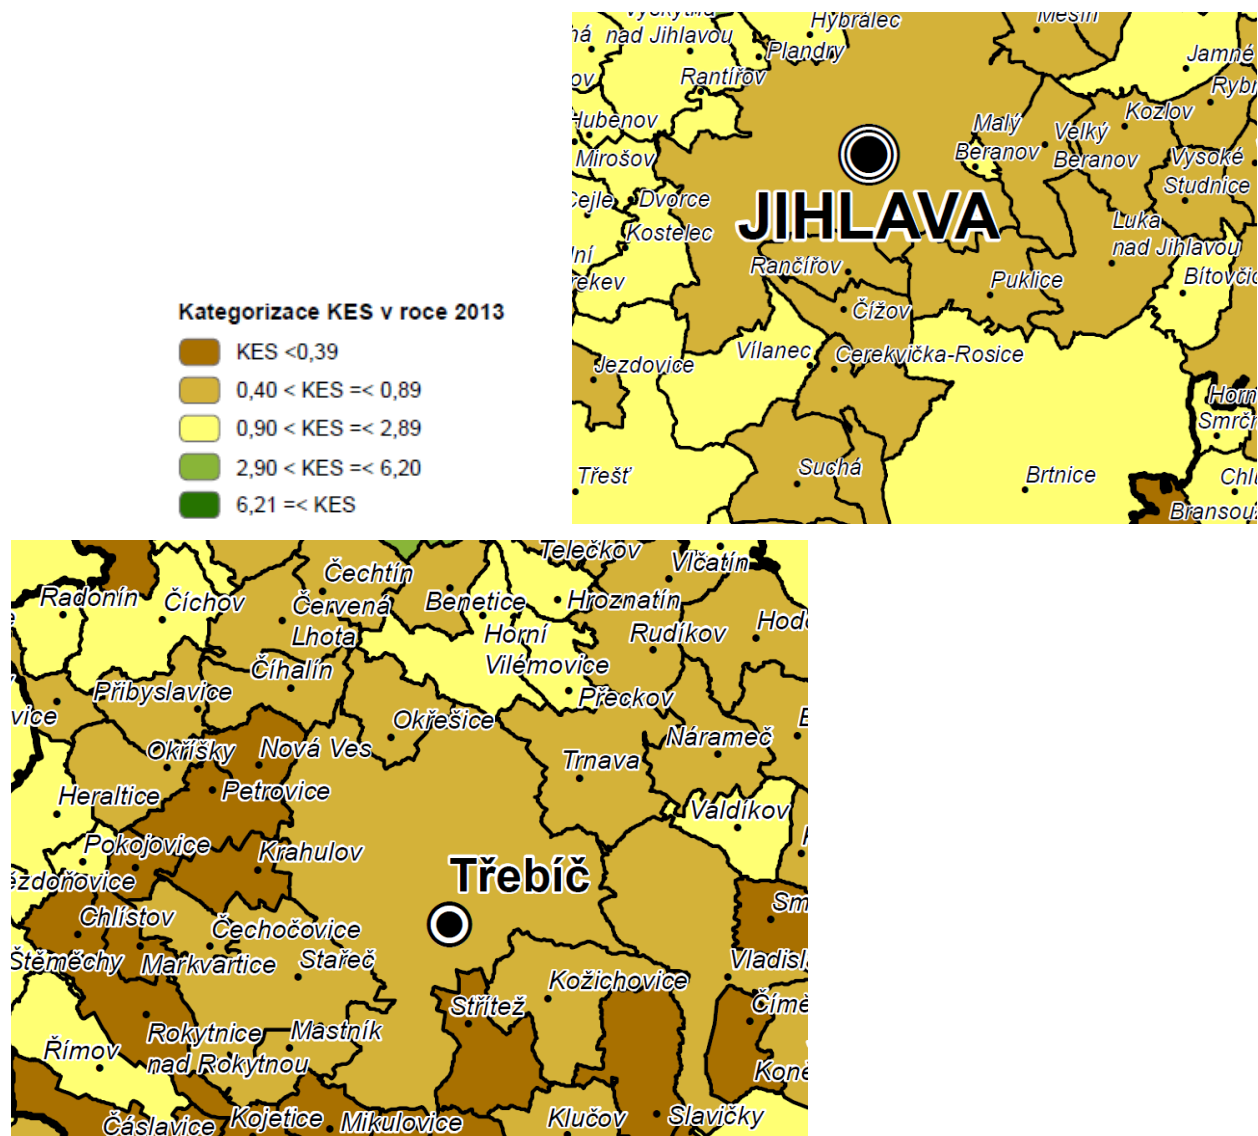 Hybrálec
Měšín
nad Jihlavou
Plandry
Jamné
Rantířov
Kozlov
Hubenov
Malý
Velký
Mirošov
Beranov
Beranov
Vysoké
Studnice
Dvorce
JIHLAVA
Luka
Kostelec
nad Jihlavou
Rančířov
Puklice
Čížov
Vílanec
Cerekvička-Rosice
Jezdovice
Suchá
Třešť
Brtnice
Kategorizace KES v roce 2013
KES <0,39
0,40 < KES =< 0,89
0,90 < KES =< 2,89
2,90 < KES =< 6,20
6,21 =< KES
Telečkov
Vlčatín
Čechtín
Radonín
Číchov
Červená
Lhota
Benetice
Hroznatín
Horní
Vilémovice
Rudíkov
Číhalín
Přibyslavice
Přeckov
Okřešice
Okříšky
Nová Ves
Nárameč
Trnava
Petrovice
Heraltice
Valdíkov
Pokojovice
Krahulov
Třebíč
Chlístov
Čechočovice
Štěměchy
Markvartice
Stařeč
Kožichovice
Střítež
Rokytnice
nad Rokytnou
Mastník
Římov
Čáslavice
Kojetice
Mikulovice
Klučov
Slavičky